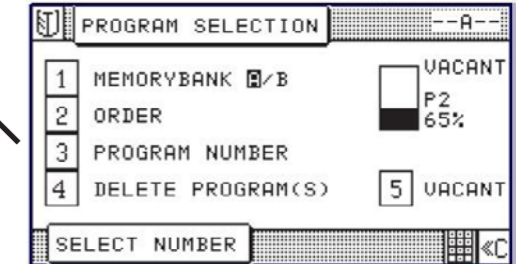 PROGRAM SELECTION --A--
1 MEMORYBANK A/B
2 ORDER
3 PROGRAM NUMBER
4 DELETE PROGRAM(S)
VACANT
P2
65%
5 VACANT
SELECT NUMBER «C